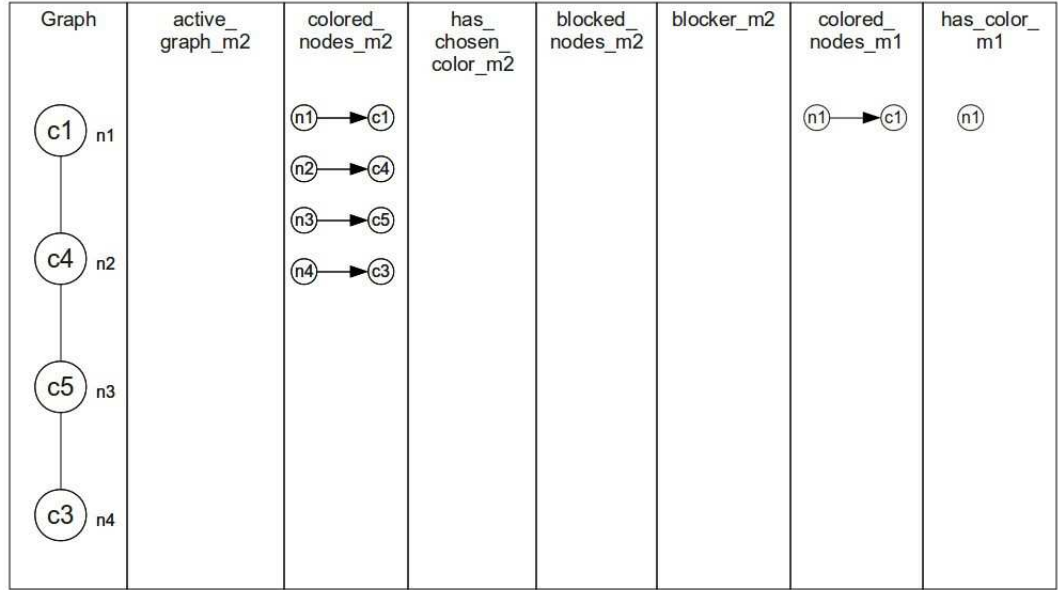 Graph
active_
graph_m2
colored_
nodes_m2
has_
chosen_
color_m2
blocked_
nodes_m2
blocker_m2
colored_
nodes_m1
has_color_
m1
c1 n1
n1 c1
n1 c1
n1
n2 c4
n3 c5
c4 n2
n4 c3
c5 n3
c3 n4